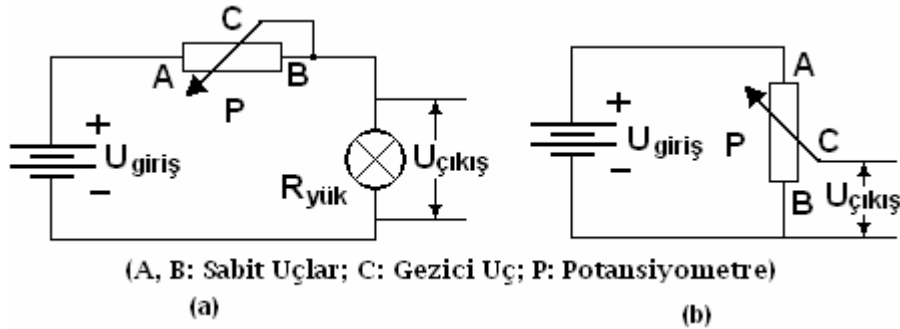 C
A
B
P
+
U giriş
−
R yük
U çıkış
A
+
U giriş
−
P
C
B
U çıkış
(A, B: Sabit Uçlar; C: Gezici Uç; P: Potansiyometre)
(a)
(b)